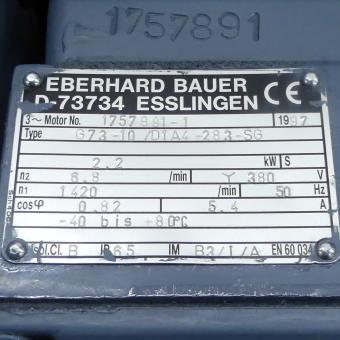 1757891
EBERHARD BAUER
D-73734 ESSLINGEN CE
3~ Motor No. 1757881-1 1997
Type G73-10/D1A4-283-SG
2.2 kW S
n2 6.8 /min Y 380 V
n1 1420 /min 50 Hz
cosφ 0.82 5.4 A
-40 bis +80°C
Isol.Cl. B IP65 IM B3/I/A EN 60 034